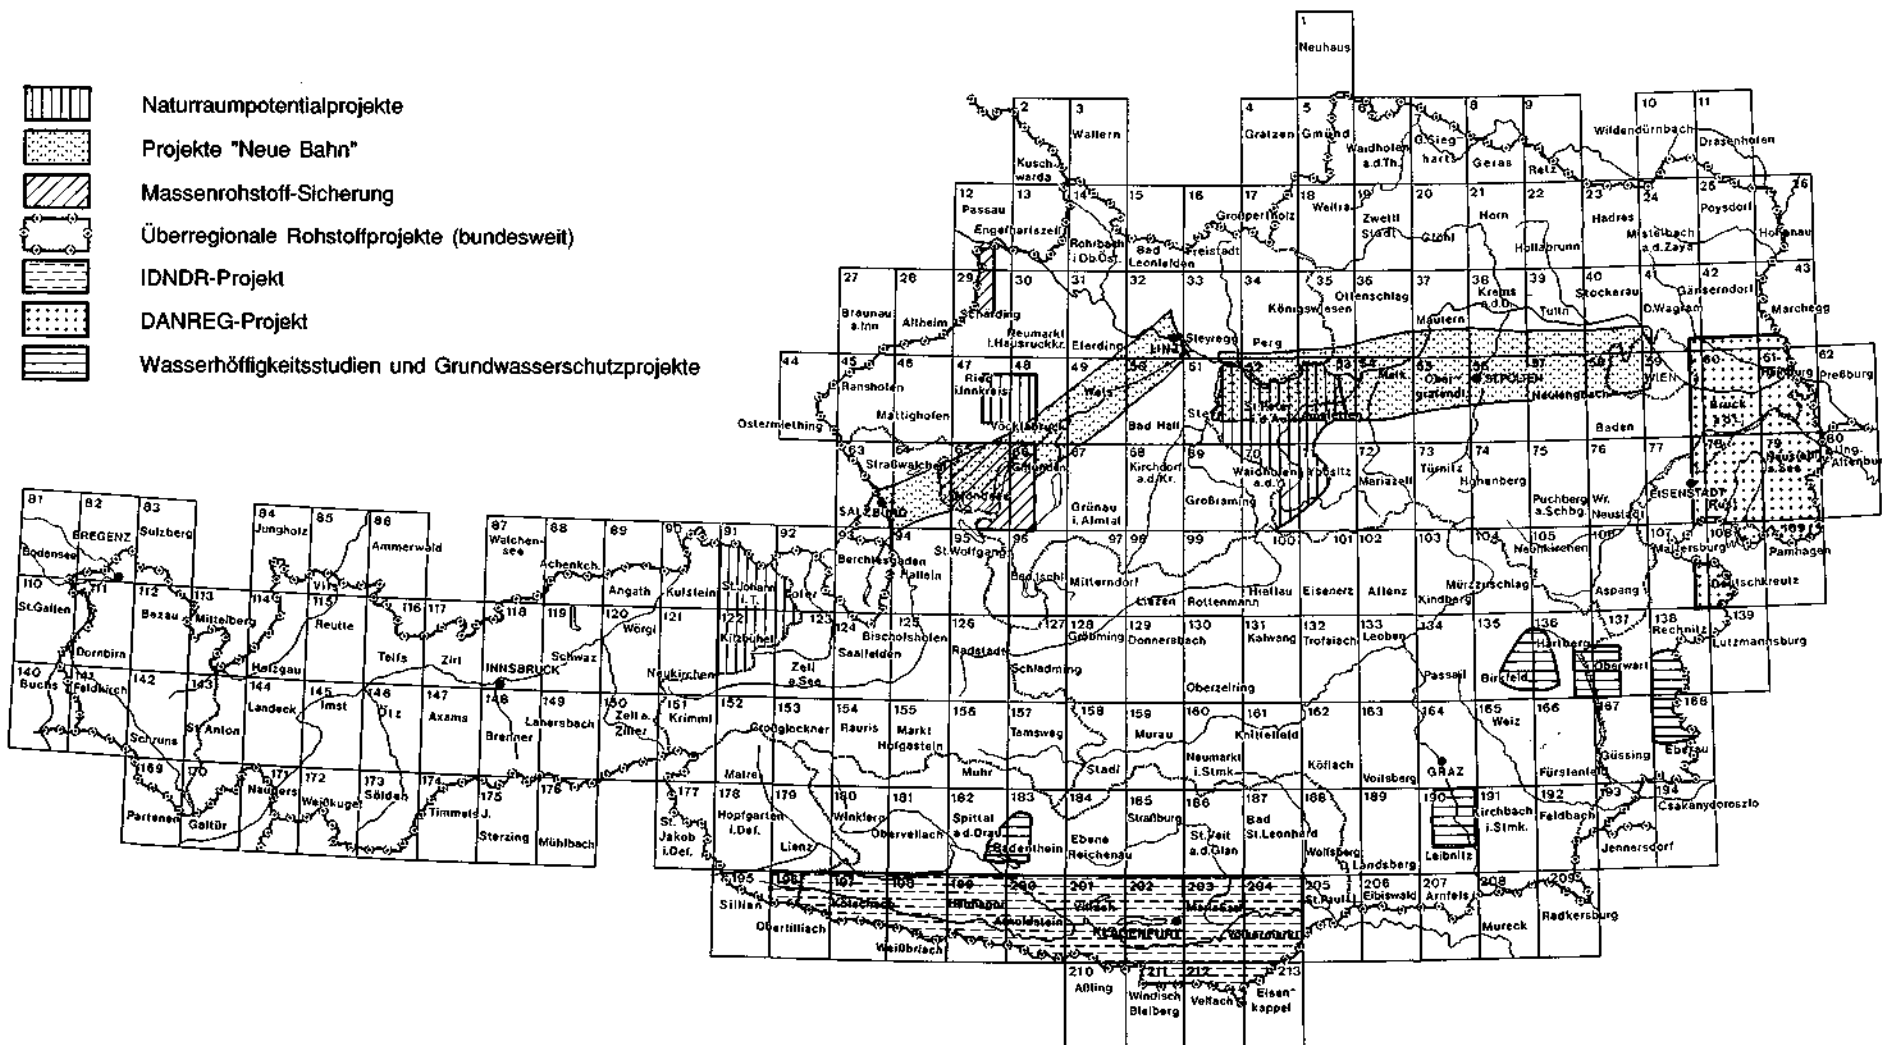 Naturraumpotentialprojekte
Projekte "Neue Bahn"
Massenrohstoff-Sicherung
Überregionale Rohstoffprojekte (bundesweit)
IDNDR-Projekt
DANREG-Projekt
Wasserhöffigkeitsstudien und Grundwasserschutzprojekte
1
Neuhaus
2
3
4
5
6
7
8
9
10
11
Wallern
Kusch-
warda
Gratzen
Gmünd
Waidhofen
a.d.Th.
G.Sieg-
harts
Geras
Retz
Wildendürnbach
Drasenhofen
12
13
14
15
16
17
18
19
20
21
22
23
24
25
26
Passau
Engelhartszell
Rohrbach
i.Ob.Öst.
Bad
Leonfelden
Freistadt
Großpertholz
Weitra
Zwettl
Stadt
Gföhl
Horn
Hollabrunn
Hadres
Mistelbach
a.d.Zaya
Poysdorf
Hohenau
27
28
29
30
31
32
33
34
35
36
37
38
39
40
41
42
43
Braunau
a.Inn
Altheim
Schärding
Neumarkt
i.Hausruckkr.
Eferding
LINZ
Steyregg
Perg
Königswiesen
Ottenschlag
Mautern
Krems
a.d.D.
Tulln
Stockerau
D.Wagram
Gänserndorf
Marchegg
44
45
46
47
48
49
50
51
52
53
54
55
56
57
58
59
60
61
62
Ostermiething
Ranshofen
Mattighofen
Ried
i.Innkreis
Vöcklabruck
Wels
Bad Hall
Steyr
St.Peter
i.d.Au
Amstetten
Melk
Ober-
grafendf.
ST.PÖLTEN
Neulengbach
Baden
WIEN
Bruck
a.d.L.
Hainburg
Preßburg
63
64
65
66
67
68
69
70
71
72
73
74
75
76
77
78
79
80
SALZBURG
Straßwalchen
Mondsee
Gmunden
Grünau
i.Almtal
Kirchdorf
a.d.Kr.
Großraming
Waidhofen
a.d.Y.
Ybbsitz
Mariazell
Türnitz
Hohenberg
Puchberg
a.Schbg.
Wr.
Neustadt
EISENSTADT
Rust
Neusiedl
a.See
Ung.-
Altenburg
81
82
83
84
85
86
87
88
89
90
91
92
93
94
95
96
97
98
99
100
101
102
103
104
105
106
107
108
109
Bodensee
BREGENZ
Sulzberg
Jungholz
Vils
Ammerwald
Walchen-
see
Achenkch.
Angath
Kufstein
St.Johann
i.T.
Lofer
Berchtesgaden
Hallein
St.Wolfgang
Bad Ischl
Mitterndorf
Liezen
Rottenmann
Hieflau
Eisenerz
Aflenz
Kindberg
Mürzzuschlag
Neunkirchen
Aspang
Mattersburg
Deutschkreutz
Pamhagen
110
111
112
113
114
115
116
117
118
119
120
121
122
123
124
125
126
127
128
129
130
131
132
133
134
135
136
137
138
139
St.Gallen
Dornbirn
Bezau
Mittelberg
Holzgau
Reutte
Telfs
Zirl
INNSBRUCK
Schwaz
Wörgl
Neukirchen
Kitzbühel
Zell
a.See
Saalfelden
Bischofshofen
Radstadt
Schladming
Gröbming
Donnersbach
Oberzeiring
Kalwang
Trofaiach
Leoben
Passail
Birkfeld
Hartberg
Oberwart
Rechnitz
Lutzmannsburg
140
141
142
143
144
145
146
147
148
149
150
151
152
153
154
155
156
157
158
159
160
161
162
163
164
165
166
167
168
Buchs
Feldkirch
Schruns
St.Anton
Landeck
Imst
Ötz
Axams
Brenner
Lanersbach
Zell a.
Ziller
Krimml
Matrei
Großglockner
Rauris
Markt
Hofgastein
Muhr
Tamsweg
Stadl
Murau
Neumarkt
i.Stmk.
Knittelfeld
Köflach
Voitsberg
GRAZ
Weiz
Fürstenfeld
Güssing
Eberau
169
170
171
172
173
174
175
176
177
178
179
180
181
182
183
184
185
186
187
188
189
190
191
192
193
194
Partenen
Galtür
Nauders
Weißkugel
Sölden
Timmels J.
Sterzing
Mühlbach
St.
Jakob
i.Def.
Hopfgarten
i.Def.
Lienz
Winklern
Obervellach
Spittal
a.d.Drau
Radenthein
Ebene
Reichenau
Straßburg
St.Veit
a.d.Glan
Bad
St.Leonhard
Wolfsberg
D.Landsberg
Leibnitz
Kirchbach
i.Stmk.
Feldbach
Jennersdorf
Csakanydoroszlo
195
196
197
198
199
200
201
202
203
204
205
206
207
208
209
Sillian
Obertilliach
Kötschach
Weißbriach
Hermagor
Arnoldstein
Villach
KLAGENFURT
Maria Saal
Völkermarkt
St.Paul
Eibiswald
Arnfels
Mureck
Radkersburg
210
211
212
213
Aßling
Windisch
Bleiberg
Vellach
Eisen-
kappel